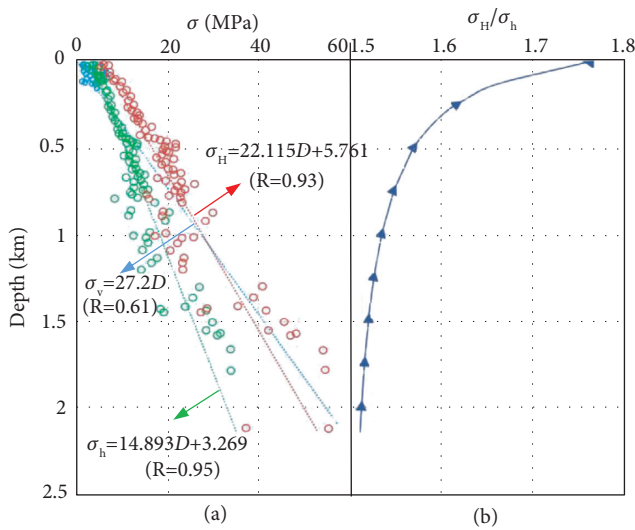 σ (MPa)
σH/σh
0 20 40 60 1.5 1.6 1.7 1.8
0
0.5
1
1.5
2
2.5
Depth (km)
σH=22.115D+5.761
(R=0.93)
σv=27.2D
(R=0.61)
σh=14.893D+3.269
(R=0.95)
(a)
(b)